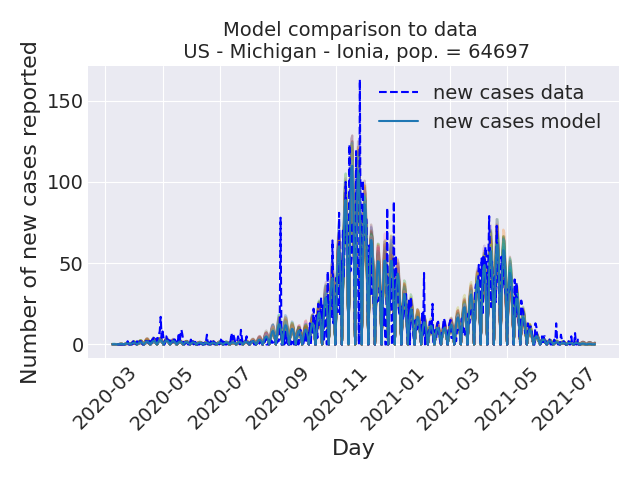 Model comparison to data
US - Michigan - Ionia, pop. = 64697
Number of new cases reported
150
100
50
0
new cases data
new cases model
2020-03
2020-05
2020-07
2020-09
2020-11
2021-01
2021-03
2021-05
2021-07
Day